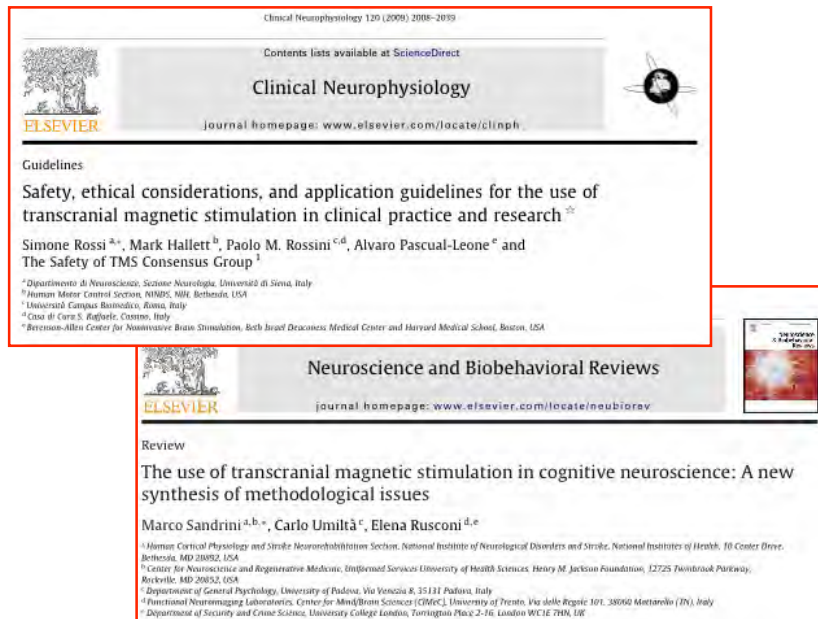 Clinical Neurophysiology 120 (2009) 2008–2039
Contents lists available at ScienceDirect
Clinical Neurophysiology
journal homepage: www.elsevier.com/locate/clinph
ELSEVIER
Guidelines
Safety, ethical considerations, and application guidelines for the use of
transcranial magnetic stimulation in clinical practice and research ☆
Simone Rossi a,*, Mark Hallett b, Paolo M. Rossini c,d, Alvaro Pascual-Leone e and
The Safety of TMS Consensus Group 1
a Dipartimento di Neuroscienze, Sezione Neurologia, Università di Siena, Italy
b Human Motor Control Section, NINDS, NIH, Bethesda, USA
c Università Campus Biomedico, Roma, Italy
d Casa di Cura S. Raffaele, Cassino, Italy
e Berenson-Allen Center for Noninvasive Brain Stimulation, Beth Israel Deaconess Medical Center and Harvard Medical School, Boston, USA
Neuroscience and Biobehavioral Reviews
journal homepage: www.elsevier.com/locate/neubiorev
ELSEVIER
Review
The use of transcranial magnetic stimulation in cognitive neuroscience: A new
synthesis of methodological issues
Marco Sandrini a,b,*, Carlo Umiltà c, Elena Rusconi d,e
a Human Cortical Physiology and Stroke Neurorehabilitation Section, National Institute of Neurological Disorders and Stroke, National Institutes of Health, 10 Center Drive,
Bethesda, MD 20892, USA
b Center for Neuroscience and Regenerative Medicine, Uniformed Services University of Health Sciences, Henry M. Jackson Foundation, 12725 Twinbrook Parkway,
Rockville, MD 20852, USA
c Department of General Psychology, University of Padova, Via Venezia 8, 35131 Padova, Italy
d Functional Neuroimaging Laboratories, Center for Mind/Brain Sciences (CIMeC), University of Trento, Via delle Regole 101, 38060 Mattarello (TN), Italy
e Department of Security and Crime Science, University College London, Torrington Place 2-16, London WC1E 7HN, UK